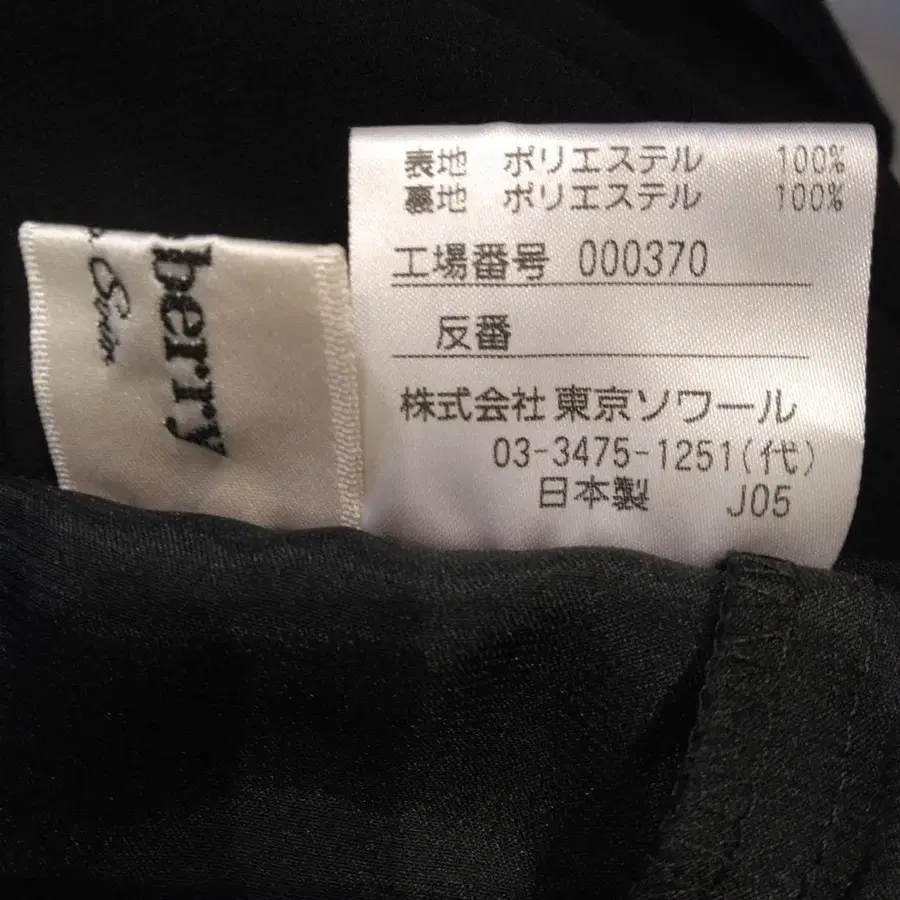 表地 ポリエステル 100%
裏地 ポリエステル 100%
工場番号 000370
反番
株式会社 東京ソワール
03-3475-1251(代)
日本製 J05
berry
Soir